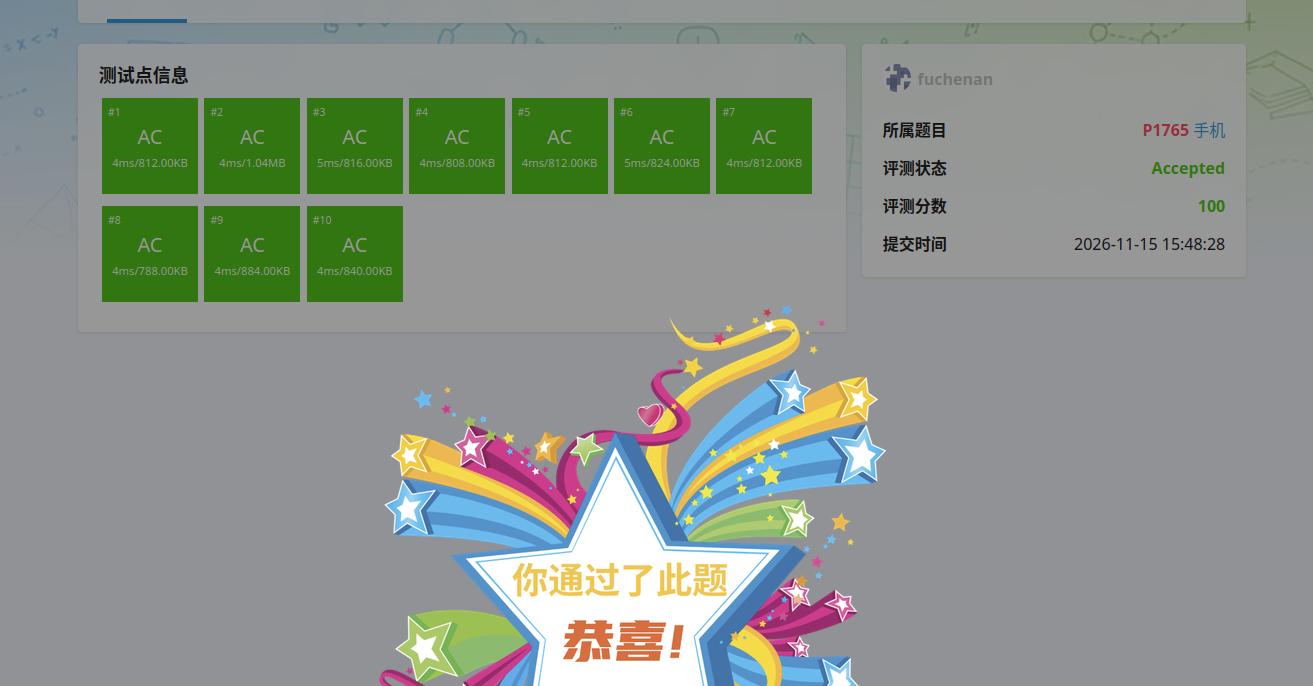 测试点信息
#1
AC
4ms/812.00KB
#2
AC
4ms/1.04MB
#3
AC
5ms/816.00KB
#4
AC
4ms/808.00KB
#5
AC
4ms/812.00KB
#6
AC
5ms/824.00KB
#7
AC
4ms/812.00KB
#8
AC
4ms/788.00KB
#9
AC
4ms/884.00KB
#10
AC
4ms/840.00KB
fuchenan
所属题目 P1765 手机
评测状态 Accepted
评测分数 100
提交时间 2026-11-15 15:48:28
你通过了此题
恭喜!